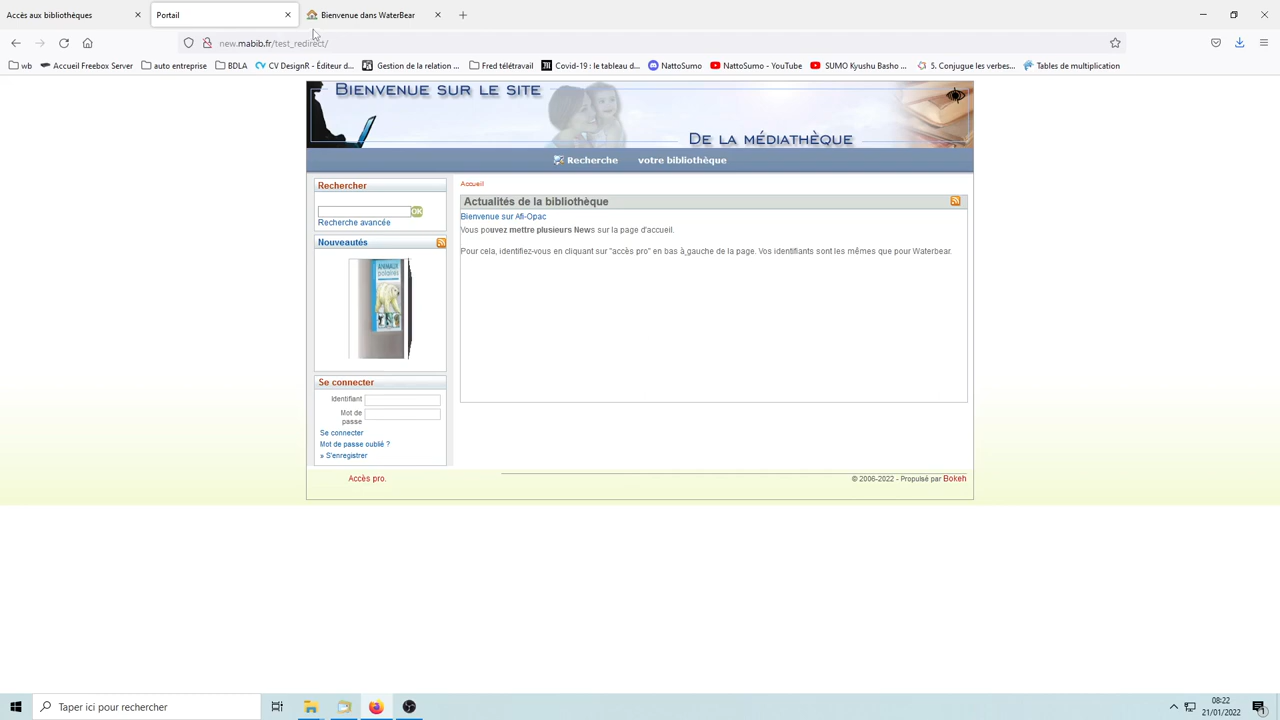 Accès aux bibliothèques
Portail
Bienvenue dans WaterBear
new.mabib.fr/test_redirect/
wb
Accueil Freebox Server
auto entreprise
BDLA
CV DesignR - Éditeur d...
Gestion de la relation ...
Fred télétravail
Covid-19 : le tableau d...
NattoSumo
NattoSumo - YouTube
SUMO Kyushu Basho ...
5. Conjugue les verbes...
Tables de multiplication
Bienvenue sur le site
De la médiathèque
Recherche
votre bibliothèque
Rechercher
OK
Recherche avancée
Nouveautés
ANIMAUX
polaires
Se connecter
Identifiant
Mot de
passe
Se connecter
Mot de passe oublié ?
» S'enregistrer
Accueil
Actualités de la bibliothèque
Bienvenue sur Afi-Opac
Vous pouvez mettre plusieurs News sur la page d'accueil.
Pour cela, identifiez-vous en cliquant sur "accès pro" en bas à gauche de la page. Vos identifiants sont les mêmes que pour Waterbear.
Accès pro.
© 2006-2022 - Propulsé par Bokeh
Taper ici pour rechercher
08:22
21/01/2022
1